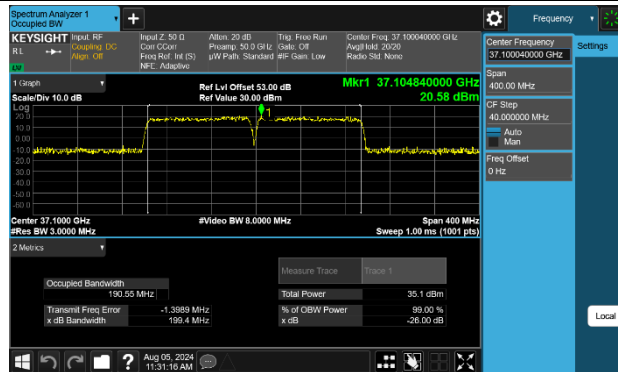 Spectrum Analyzer 1
Occupied BW
+
Frequency
KEYSIGHT
Input: RF
Coupling: DC
Align: Off
RL
Input Z: 50 Ω
Corr CCorr
Freq Ref: Int (S)
NFE: Adaptive
Atten: 20 dB
Preamp: 50.0 GHz
µW Path: Standard
Trig: Free Run
Gate: Off
#IF Gain: Low
Center Freq: 37.100040000 GHz
Avg|Hold: 20/20
Radio Std: None
Center Frequency
37.100400000 GHz
Settings
Span
400.00 MHz
CF Step
40.000000 MHz
Auto
Man
Freq Offset
0 Hz
Local
1 Graph
Scale/Div 10.0 dB
Ref Lvl Offset 53.00 dB
Ref Value 30.00 dBm
Mkr1 37.104840000 GHz
20.58 dBm
Log
20.0
10.0
0.00
-10.0
-20.0
-30.0
-40.0
-50.0
-60.0
1
Center 37.1000 GHz
#Res BW 3.0000 MHz
#Video BW 8.0000 MHz
Span 400 MHz
Sweep 1.00 ms (1001 pts)
2 Metrics
Measure Trace
Trace 1
Occupied Bandwidth
190.55 MHz
Total Power
35.1 dBm
Transmit Freq Error
-1.3989 MHz
% of OBW Power
99.00 %
x dB Bandwidth
199.4 MHz
x dB
-26.00 dB
?
Aug 05, 2024
11:31:16 AM